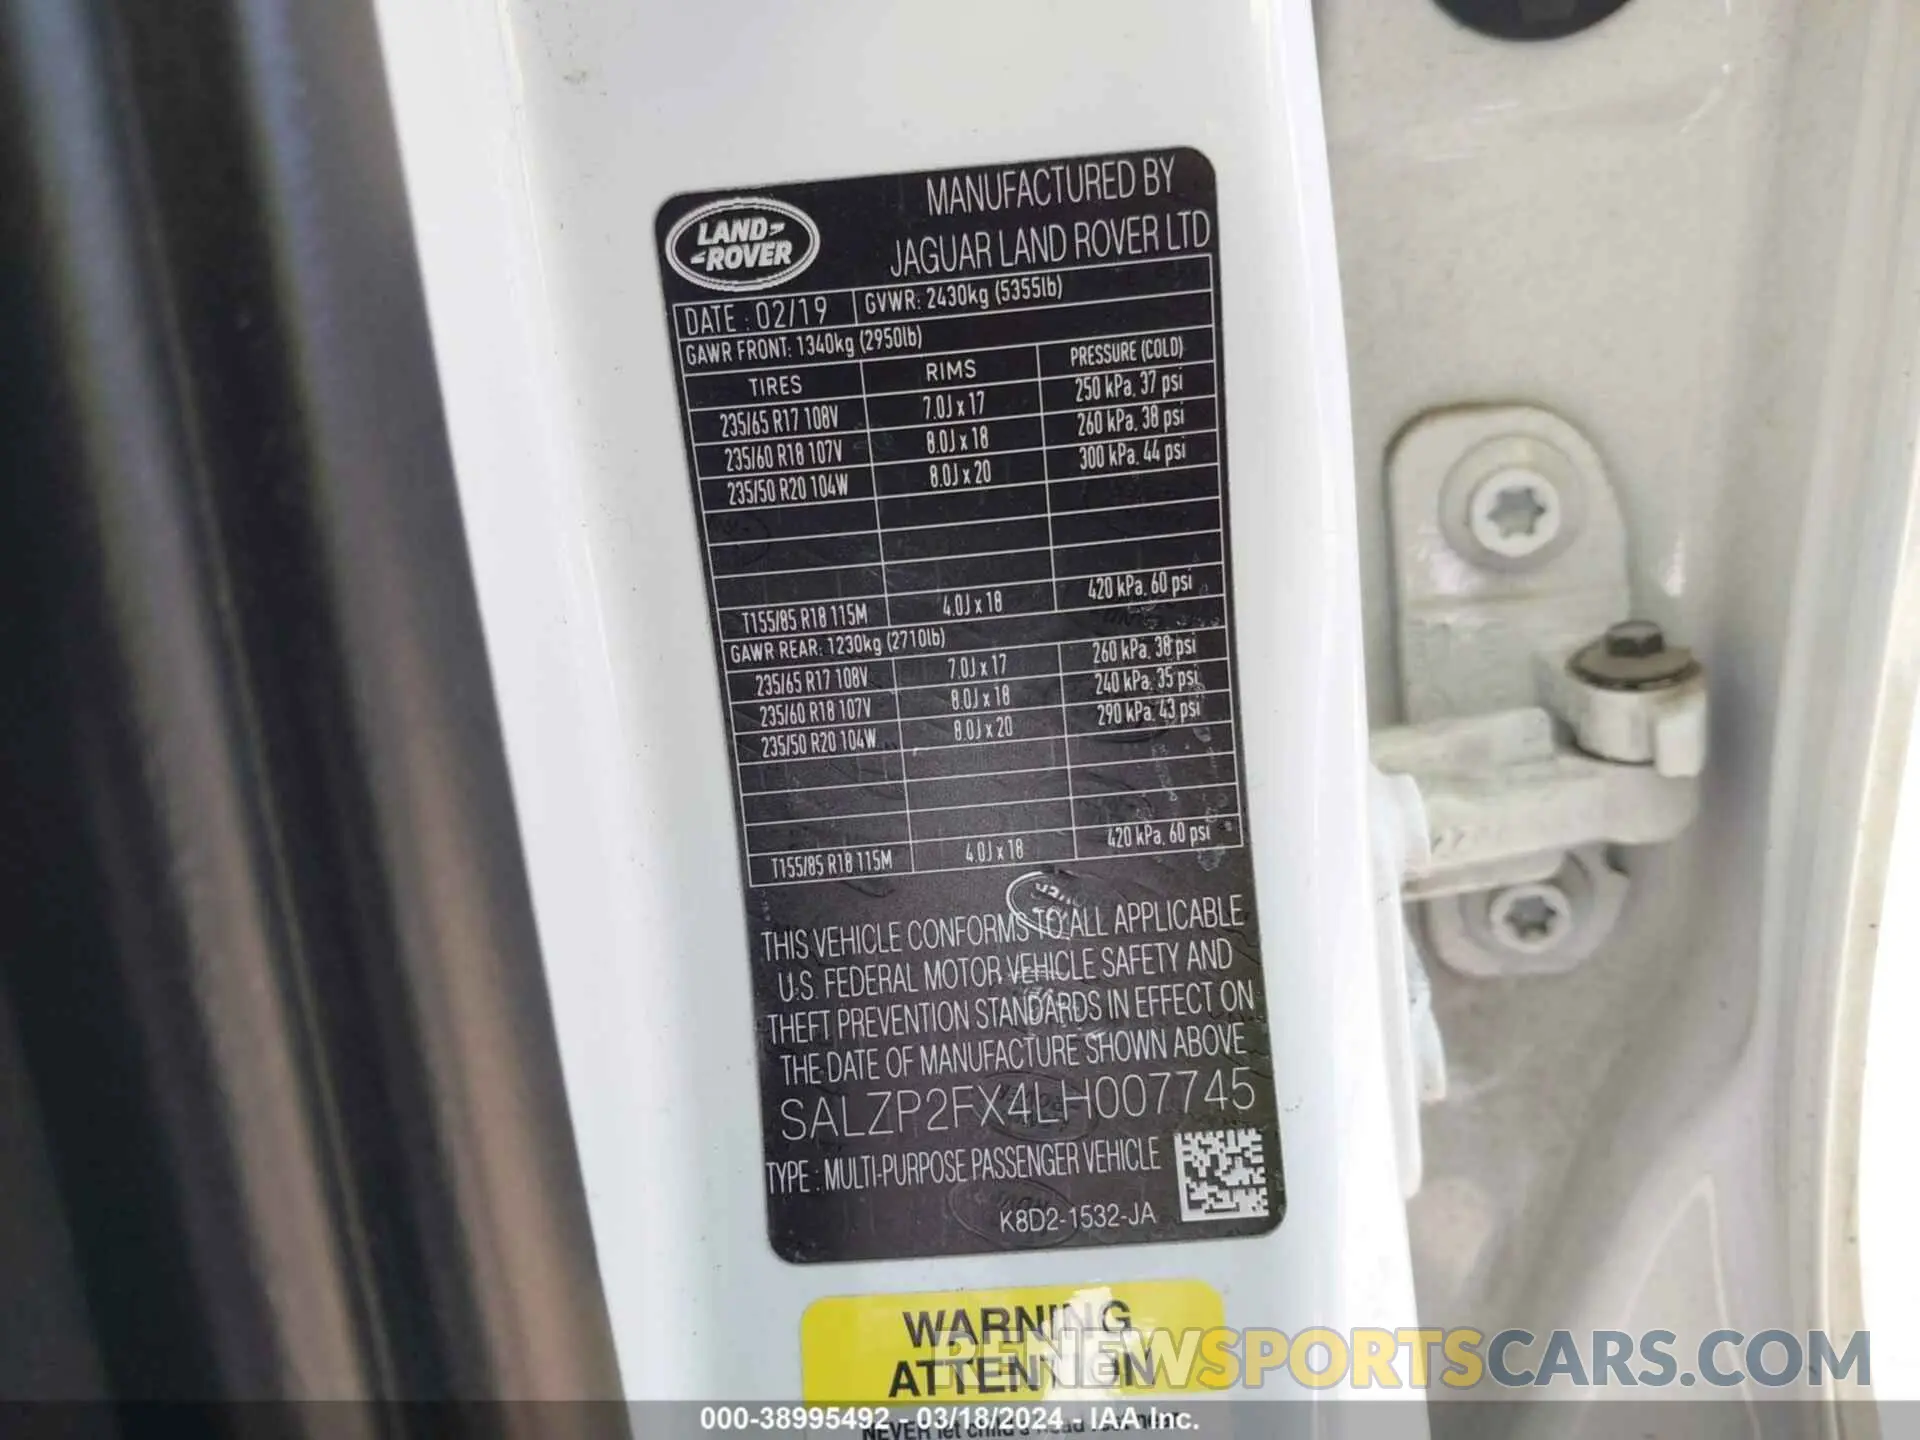 LAND
ROVER
MANUFACTURED BY
JAGUAR LAND ROVER LTD
DATE : 02/19 GVWR: 2430kg (5355lb)
GAWR FRONT: 1340kg (2950lb)
TIRES RIMS PRESSURE (COLD)
235/65 R17 108V 7.0J x 17 250 kPa, 37 psi
235/60 R18 107V 8.0J x 18 260 kPa, 38 psi
235/50 R20 104W 8.0J x 20 300 kPa, 44 psi
T155/85 R18 115M 4.0J x 18 420 kPa, 60 psi
GAWR REAR: 1230kg (2710lb)
235/65 R17 108V 7.0J x 17 260 kPa, 38 psi
235/60 R18 107V 8.0J x 18 240 kPa, 35 psi
235/50 R20 104W 8.0J x 20 290 kPa, 43 psi
T155/85 R18 115M 4.0J x 18 420 kPa, 60 psi
THIS VEHICLE CONFORMS TO ALL APPLICABLE
U.S. FEDERAL MOTOR VEHICLE SAFETY AND
THEFT PREVENTION STANDARDS IN EFFECT ON
THE DATE OF MANUFACTURE SHOWN ABOVE
SALZP2FX4LH007745
TYPE : MULTI-PURPOSE PASSENGER VEHICLE
K8D2-1532-JA
WARNING
ATTENTION
RENEWSPORTSCARS.COM
000-38995492 - 03/18/2024 - IAA Inc.
NEVER let child's head rest